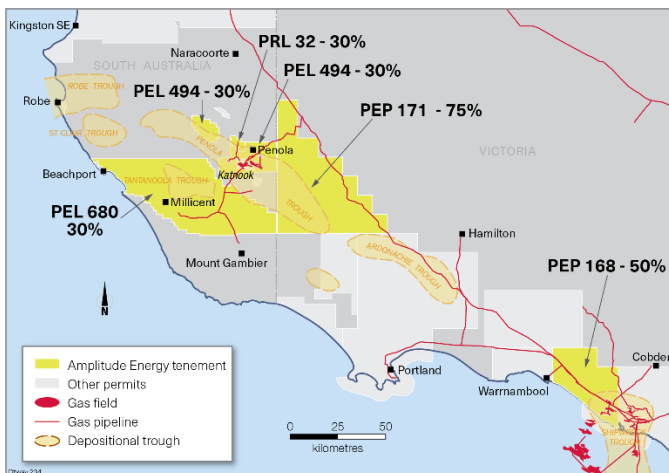 Kingston SE
Naracoorte
SOUTH AUSTRALIA
PRL 32 - 30%
PEL 494 - 30%
PEL 494 - 30%
PEP 171 - 75%
ROBE TROUGH
Robe
ST CLAIR TROUGH
PENOLA
Penola
VICTORIA
Katnook
Beachport
TANTANOOLA TROUGH
TROUGH
Millicent
PEL 680
30%
Hamilton
Mount Gambier
ARDONACHIE TROUGH
PEP 168 - 50%
N
Cobden
Portland
Warrnambool
Amplitude Energy tenement
Other permits
Gas field
Gas pipeline
Depositional trough
0 25 50
kilometres
TROUGH
Otway 234